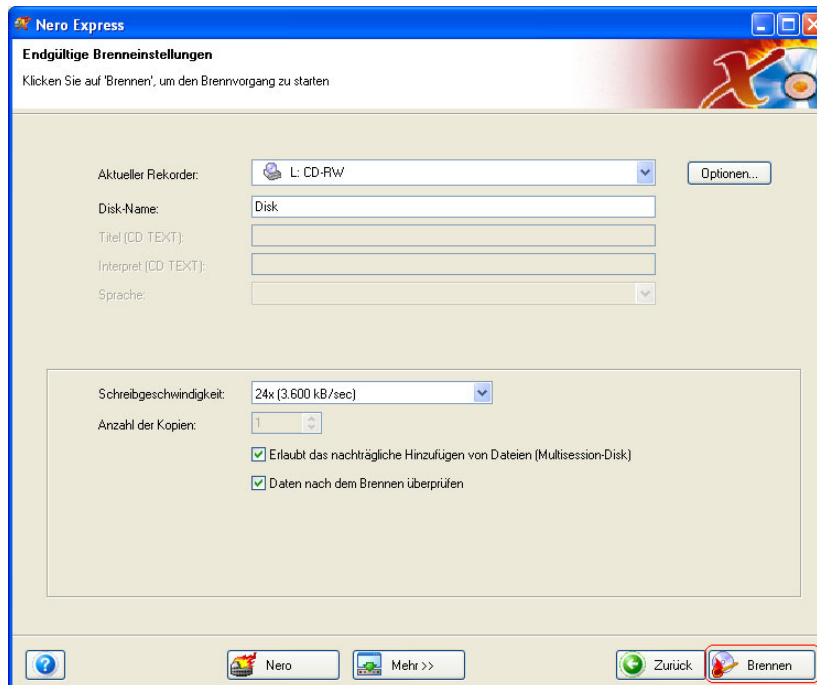 Nero Express
Endgültige Brenneinstellungen
Klicken Sie auf 'Brennen', um den Brennvorgang zu starten
Aktueller Rekorder: L: CD-RW Optionen...
Disk-Name: Disk
Titel (CD TEXT):
Interpret (CD TEXT):
Sprache:
Schreibgeschwindigkeit: 24x (3.600 kB/sec)
Anzahl der Kopien: 1
Erlaubt das nachträgliche Hinzufügen von Dateien (Multisession-Disk)
Daten nach dem Brennen überprüfen
? Nero Mehr >> Zurück Brennen